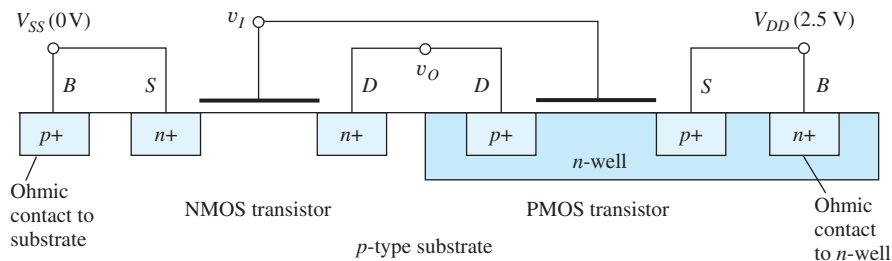 V_SS (0 V)
v_I
V_DD (2.5 V)
B S D v_O D S B
p+ n+ n+ p+ p+ n+
n-well
Ohmic
contact to
substrate
NMOS transistor
PMOS transistor
Ohmic
contact
to n-well
p-type substrate